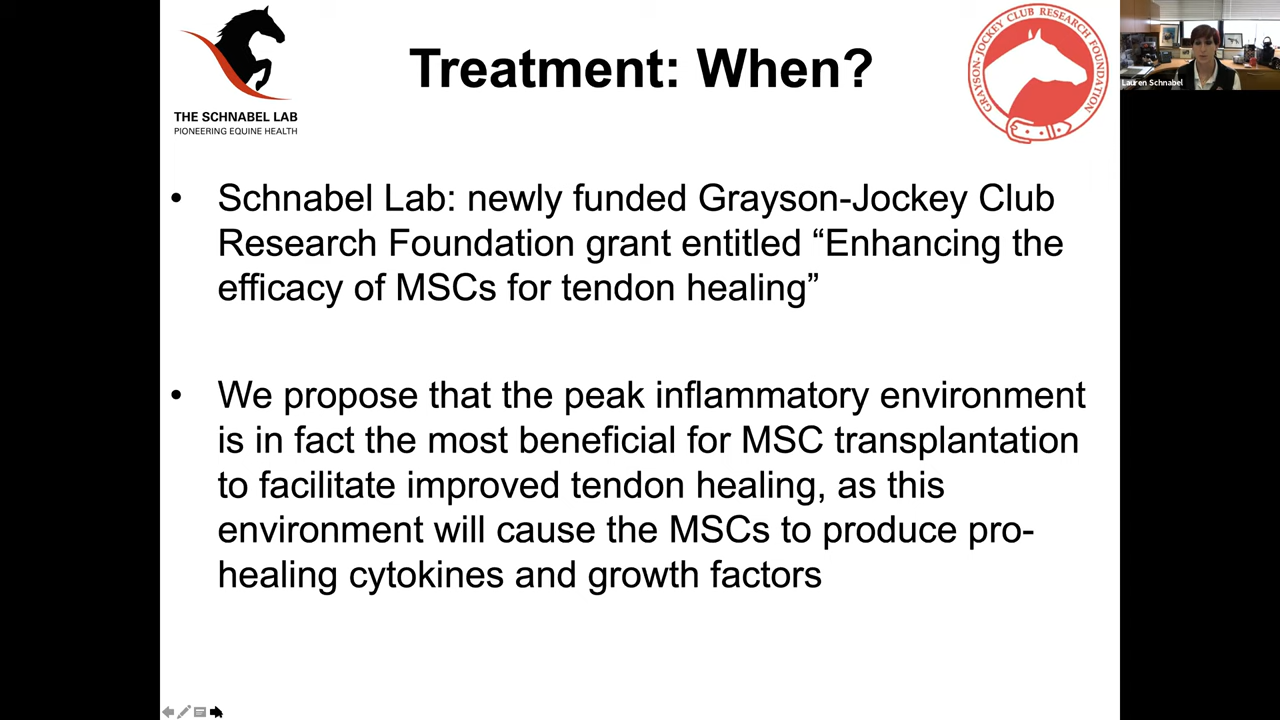 THE SCHNABEL LAB
PIONEERING EQUINE HEALTH
Treatment: When?
GRAYSON-JOCKEY CLUB RESEARCH FOUNDATION
Lauren Schnabel
• Schnabel Lab: newly funded Grayson-Jockey Club
Research Foundation grant entitled “Enhancing the
efficacy of MSCs for tendon healing”
• We propose that the peak inflammatory environment
is in fact the most beneficial for MSC transplantation
to facilitate improved tendon healing, as this
environment will cause the MSCs to produce pro-
healing cytokines and growth factors